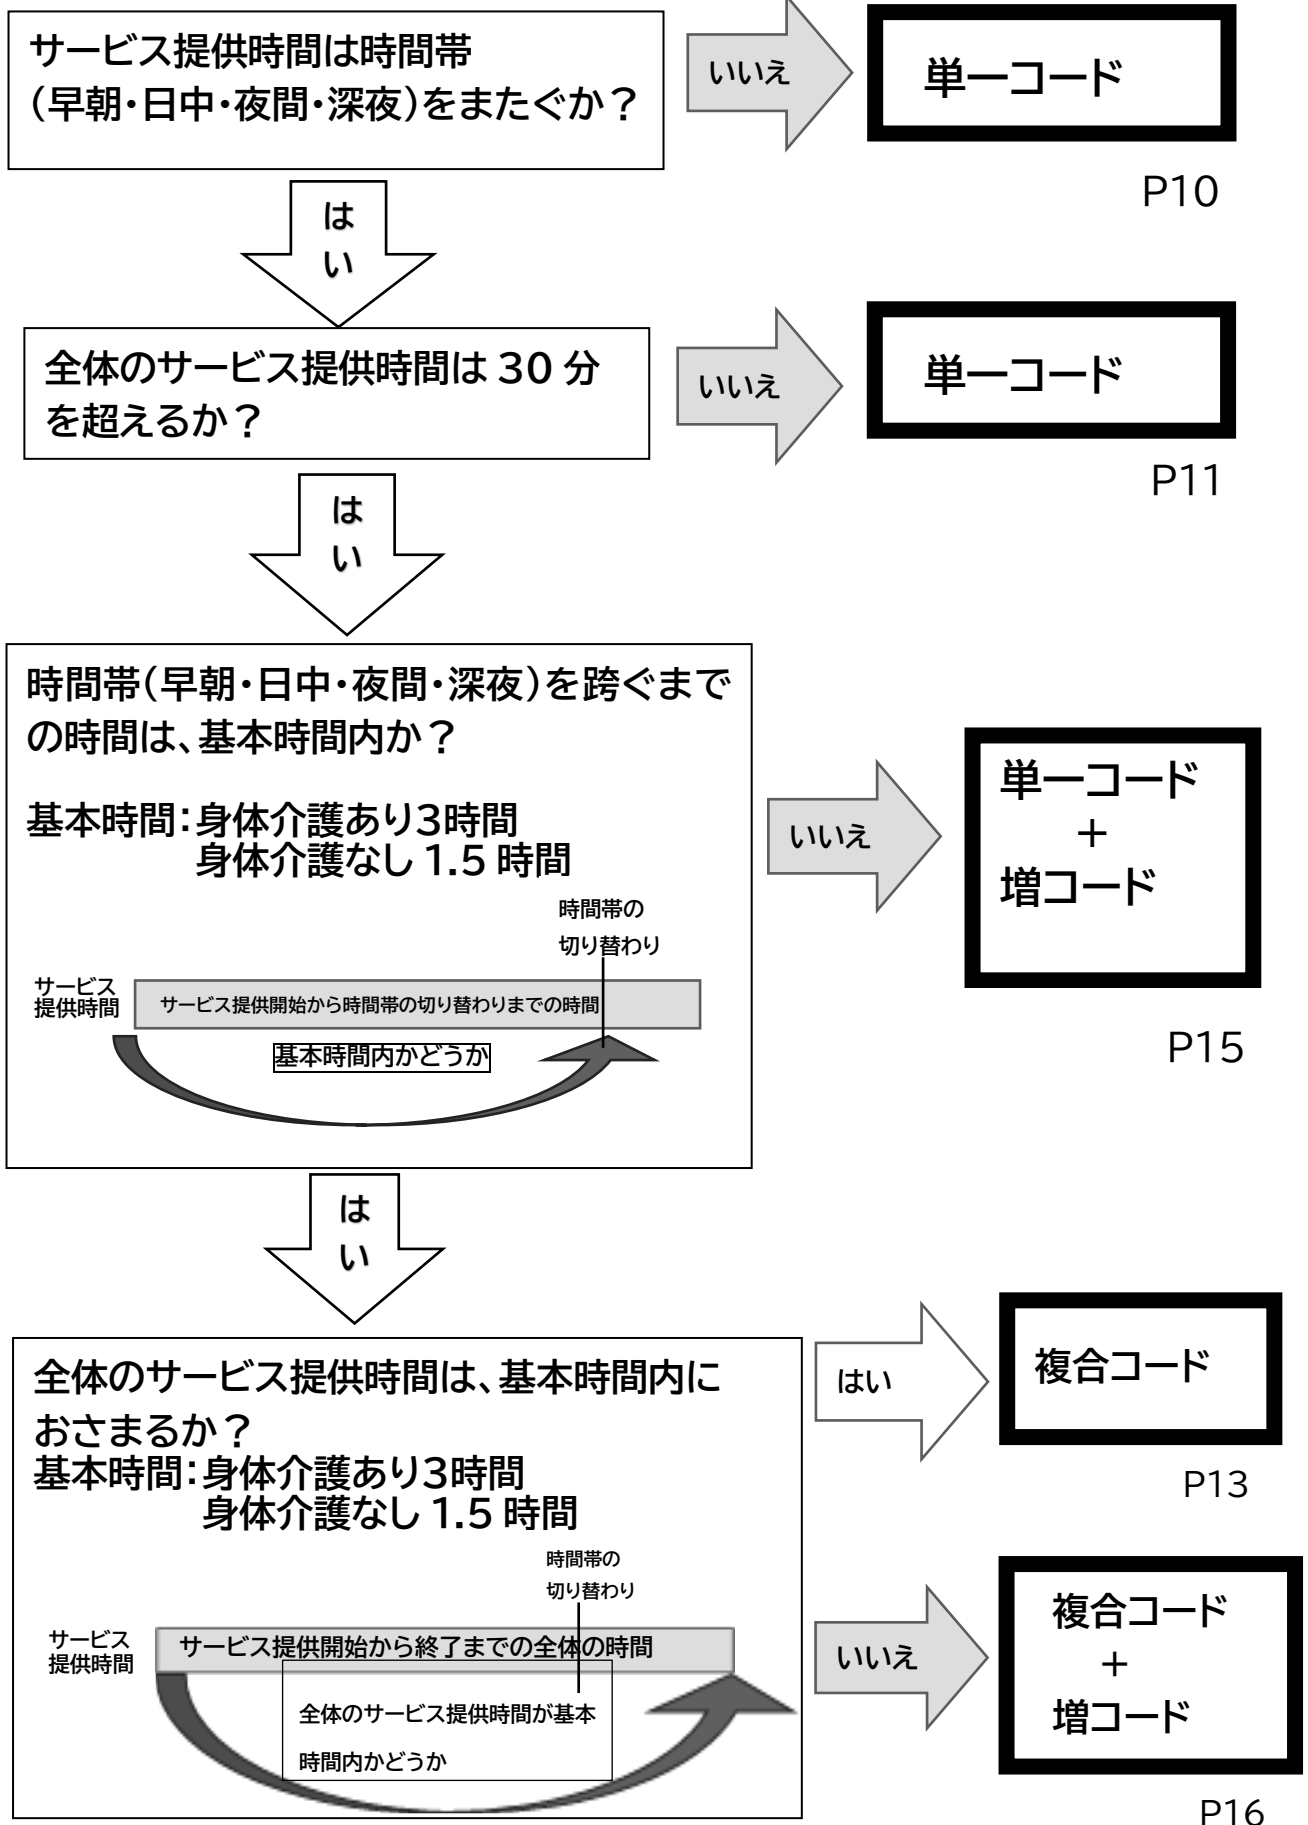 サービス提供時間は時間帯
（早朝・日中・夜間・深夜）をまたぐか？
いいえ
単一コード
P10
は
い
全体のサービス提供時間は 30 分
を超えるか？
いいえ
単一コード
P11
は
い
時間帯（早朝・日中・夜間・深夜）を跨ぐまで
の時間は、基本時間内か？
基本時間：身体介護あり3時間
身体介護なし 1.5 時間
時間帯の
切り替わり
サービス
提供時間
サービス提供開始から時間帯の切り替わりまでの時間
基本時間内かどうか
いいえ
単一コード
＋
増コード
P15
は
い
全体のサービス提供時間は、基本時間内に
おさまるか？
基本時間：身体介護あり3時間
身体介護なし 1.5 時間
時間帯の
切り替わり
サービス
提供時間
サービス提供開始から終了までの全体の時間
全体のサービス提供時間が基本
時間内かどうか
はい
複合コード
P13
いいえ
複合コード
＋
増コード
P16